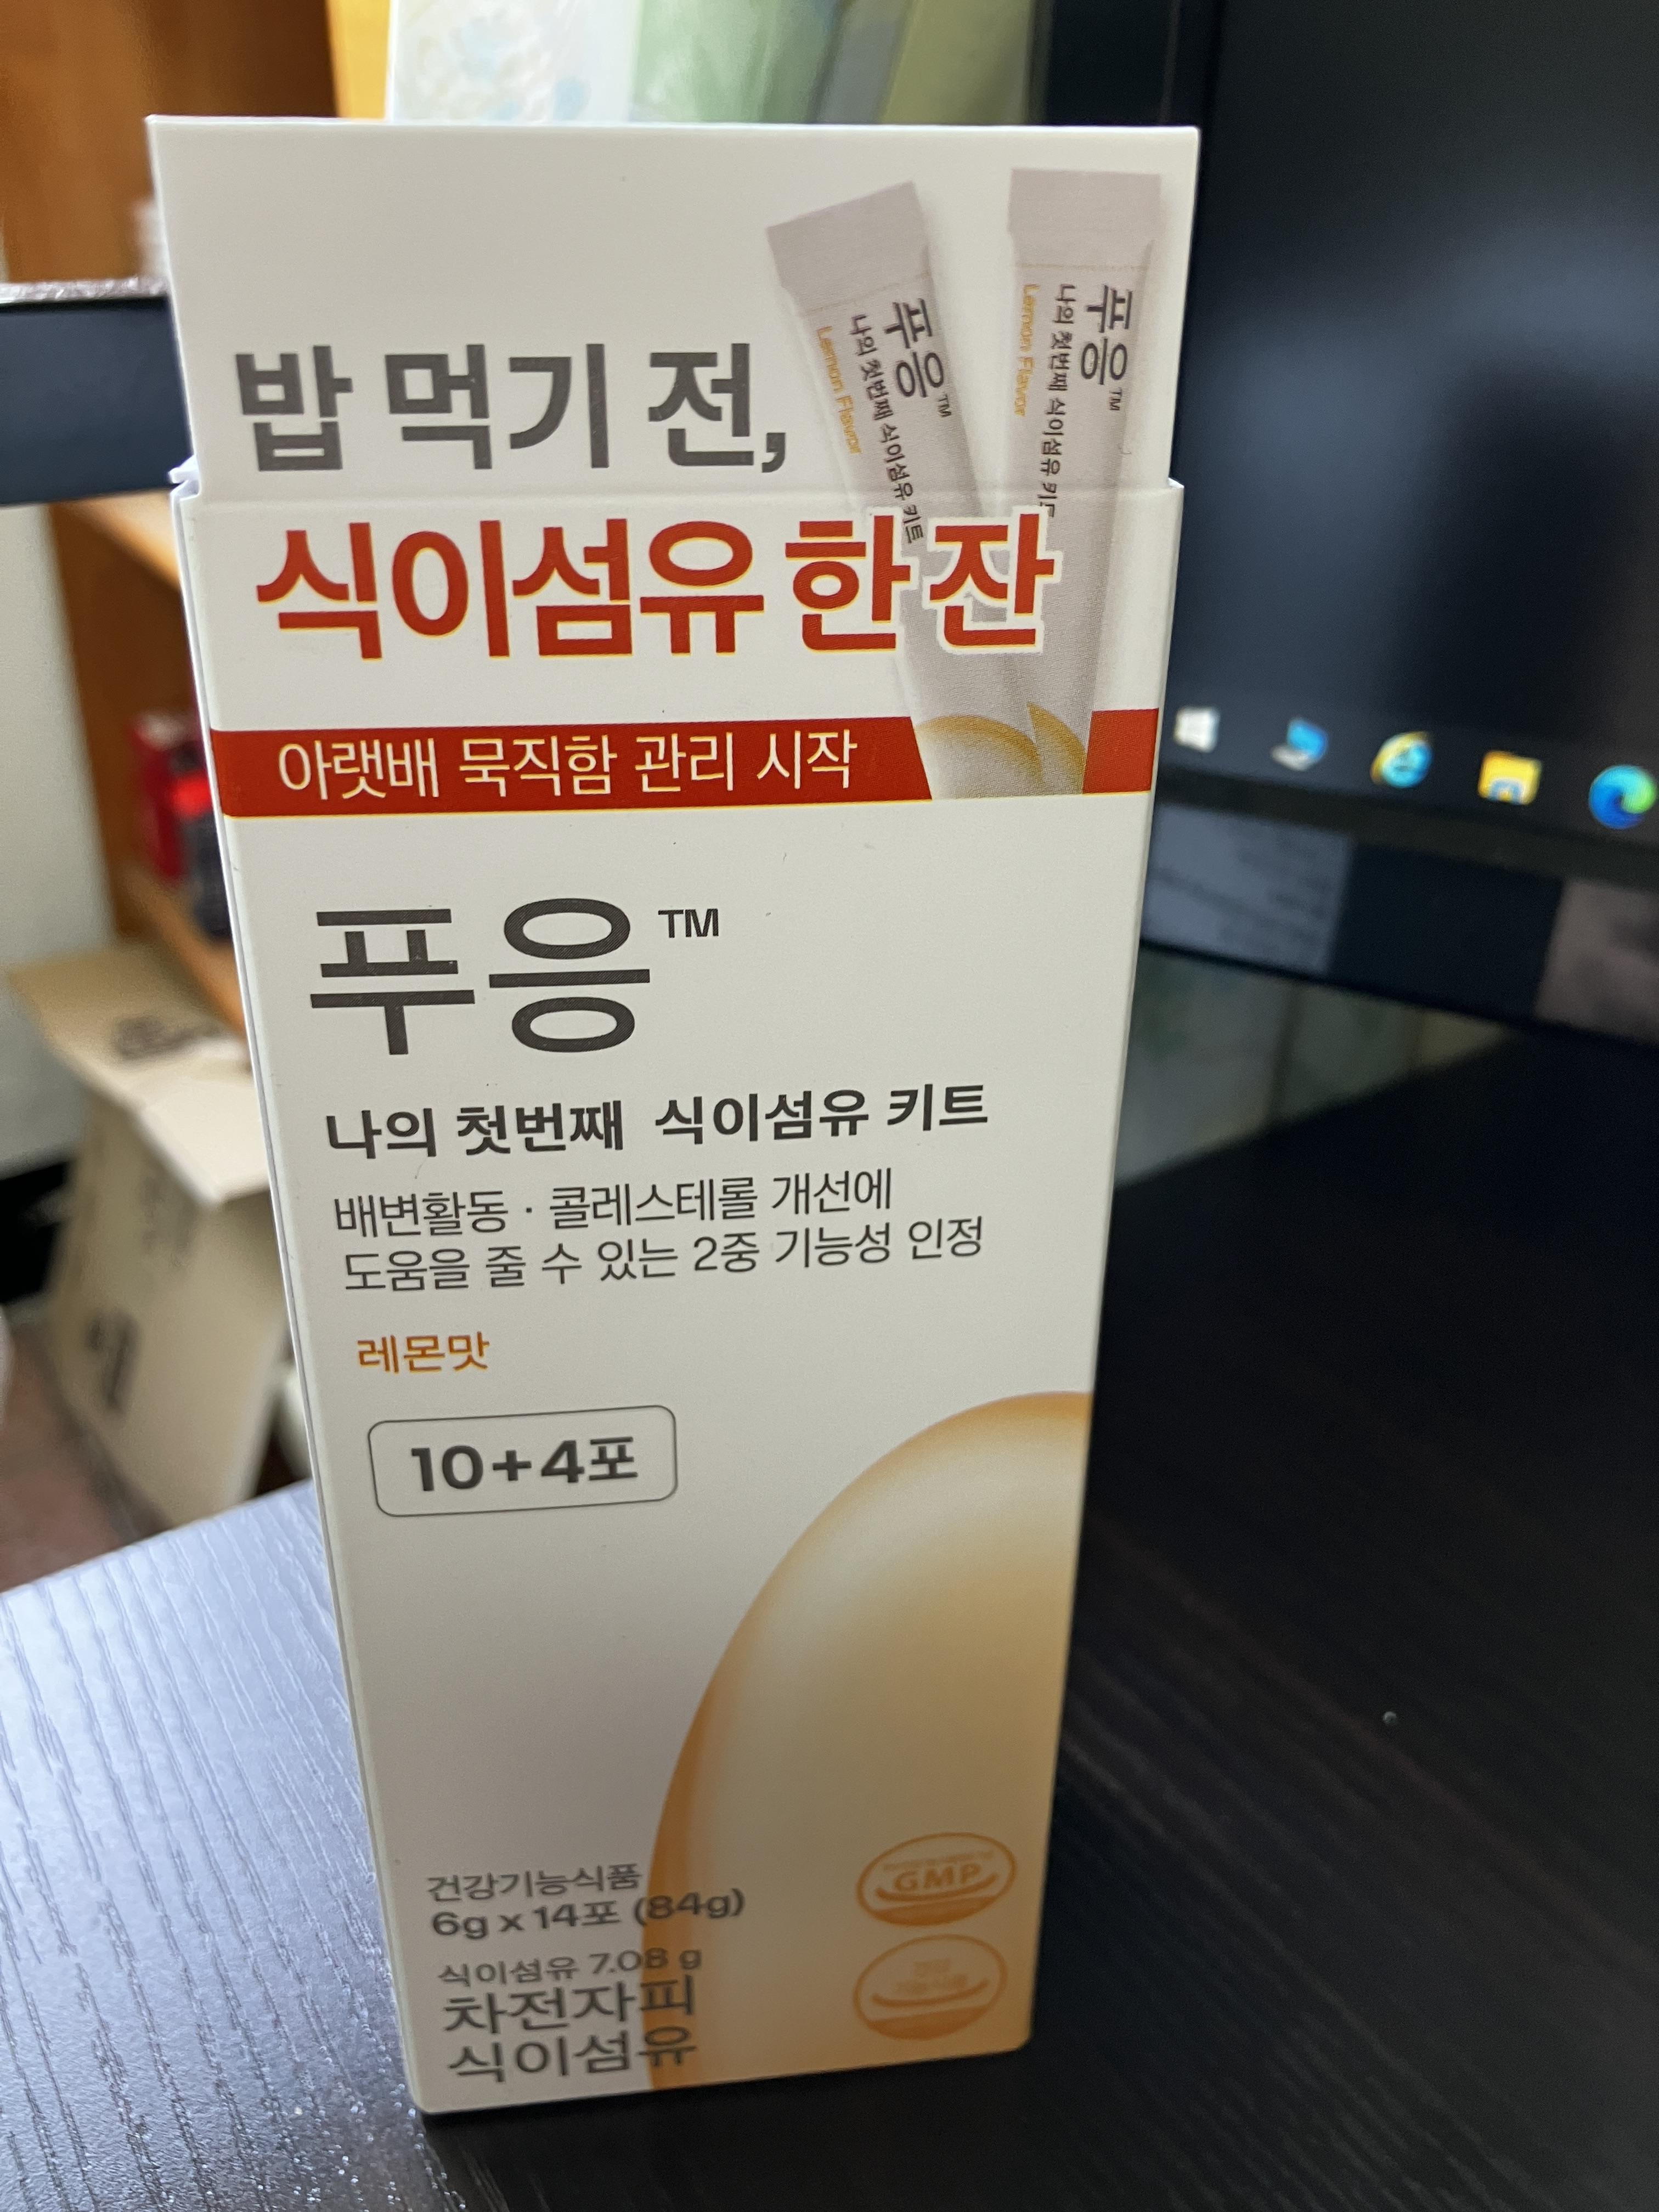 밥 먹기 전,
식이섬유 한 잔
아랫배 묵직함 관리 시작
푸응™
나의 첫번째 식이섬유 키트
Lemon Flavor
푸응™
나의 첫번째 식이섬유 키트
Lemon Flavor
푸응™
나의 첫번째 식이섬유 키트
배변활동 · 콜레스테롤 개선에
도움을 줄 수 있는 2중 기능성 인정
레몬맛
10+4포
건강기능식품
6g x 14포 (84g)
식이섬유 7.08 g
차전자피
식이섬유
GMP